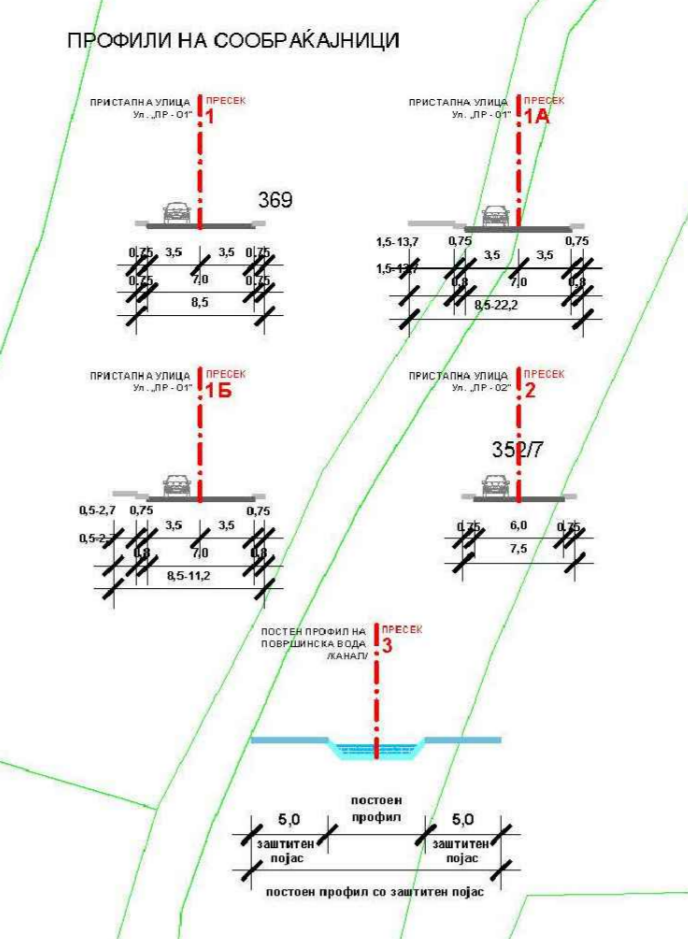 ПРОФИЛИ НА СООБРАЌАЈНИЦИ
ПРИСТАПНА УЛИЦА
Ул. „ПР - 01"
ПРЕСЕК
1
369
0,75 3,5 3,5 0,75
0,75 7,0 0,75
8,5
ПРИСТАПНА УЛИЦА
Ул. „ПР - 01"
ПРЕСЕК
1А
1,5-13,7 0,75 0,75
3,5 3,5
1,5-13,7 0,8 7,0 0,8
8,5-22,2
ПРИСТАПНА УЛИЦА
Ул. „ПР - 01"
ПРЕСЕК
1Б
0,5-2,7 0,75 0,75
3,5 3,5
0,5-2,7 0,8 7,0 0,8
8,5-11,2
ПРИСТАПНА УЛИЦА
Ул. „ПР - 02"
ПРЕСЕК
2
352/7
0,75 6,0 0,75
7,5
ПОСТЕН ПРОФИЛ НА
ПОВРШИНСКА ВОДА
/КАНАЛ/
ПРЕСЕК
3
5,0 постоен 5,0
профил
заштитен заштитен
појас појас
постоен профил со заштитен појас